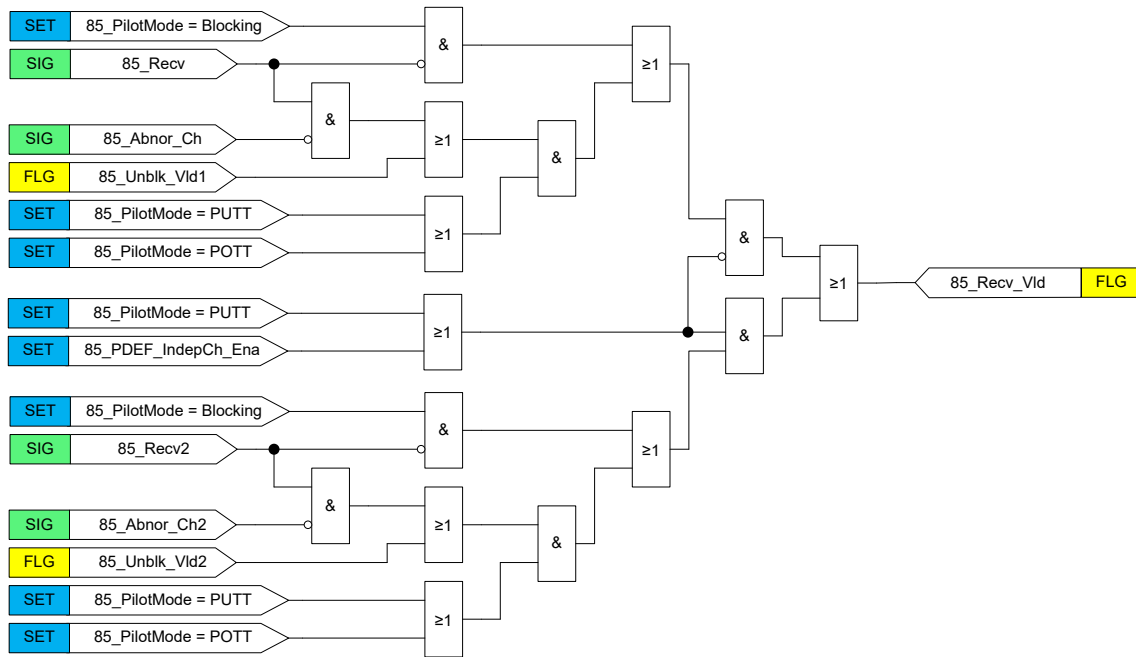 SET 85_PilotMode = Blocking
&
≥1
SIG 85_Recv
&
SIG 85_Abnor_Ch
≥1
&
FLG 85_Unblk_Vld1
SET 85_PilotMode = PUTT
≥1
&
SET 85_PilotMode = POTT
≥1
85_Recv_Vld FLG
SET 85_PilotMode = PUTT
≥1
&
SET 85_PDEF_IndepCh_Ena
SET 85_PilotMode = Blocking
&
≥1
SIG 85_Recv2
&
SIG 85_Abnor_Ch2
≥1
&
FLG 85_Unblk_Vld2
SET 85_PilotMode = PUTT
≥1
SET 85_PilotMode = POTT